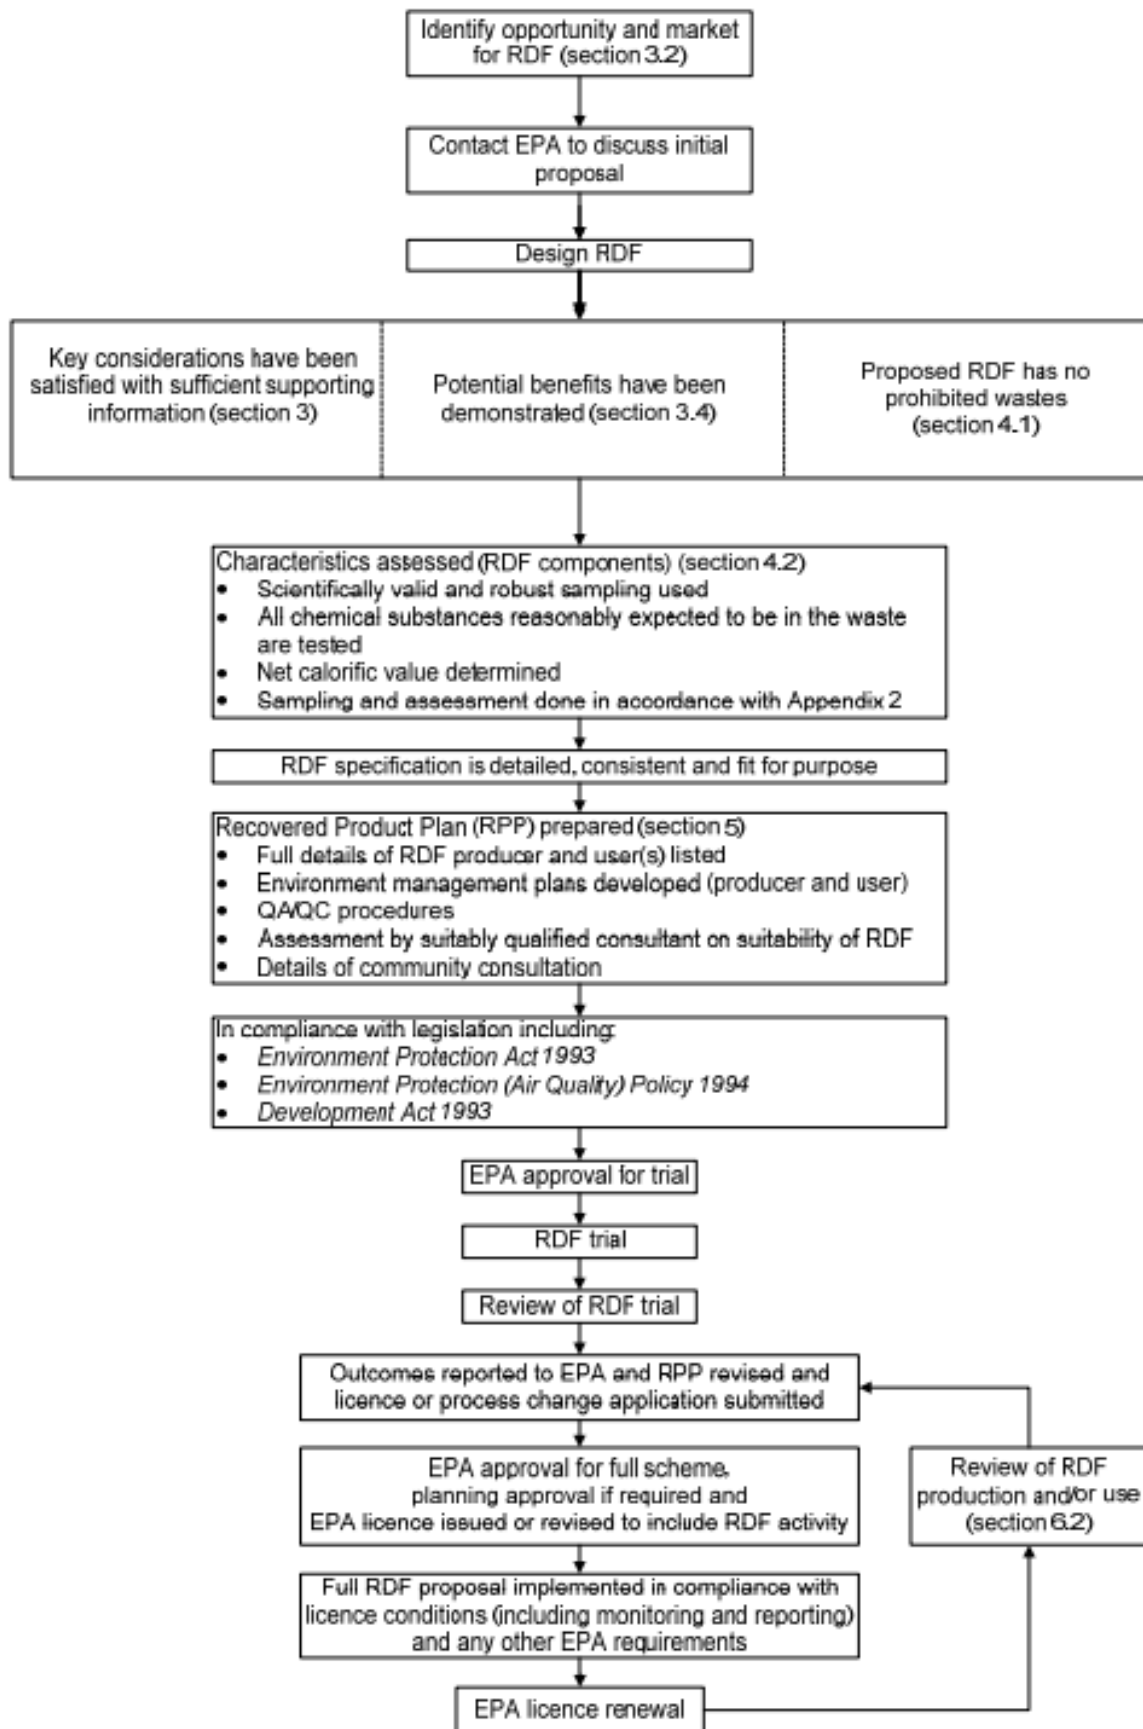 Identify opportunity and market
for RDF (section 3.2)
Contact EPA to discuss initial
proposal
Design RDF
Key considerations have been
satisfied with sufficient supporting
information (section 3)
Potential benefits have been
demonstrated (section 3.4)
Proposed RDF has no
prohibited wastes
(section 4.1)
Characteristics assessed (RDF components) (section 4.2)
• Scientifically valid and robust sampling used
• All chemical substances reasonably expected to be in the waste
are tested
• Net calorific value determined
• Sampling and assessment done in accordance with Appendix 2
RDF specification is detailed, consistent and fit for purpose
Recovered Product Plan (RPP) prepared (section 5)
• Full details of RDF producer and user(s) listed
• Environment management plans developed (producer and user)
• QA/QC procedures
• Assessment by suitably qualified consultant on suitability of RDF
• Details of community consultation
In compliance with legislation including:
• Environment Protection Act 1993
• Environment Protection (Air Quality) Policy 1994
• Development Act 1993
EPA approval for trial
RDF trial
Review of RDF trial
Outcomes reported to EPA and RPP revised and
licence or process change application submitted
EPA approval for full scheme,
planning approval if required and
EPA licence issued or revised to include RDF activity
Review of RDF
production and/or use
(section 6.2)
Full RDF proposal implemented in compliance with
licence conditions (including monitoring and reporting)
and any other EPA requirements
EPA licence renewal